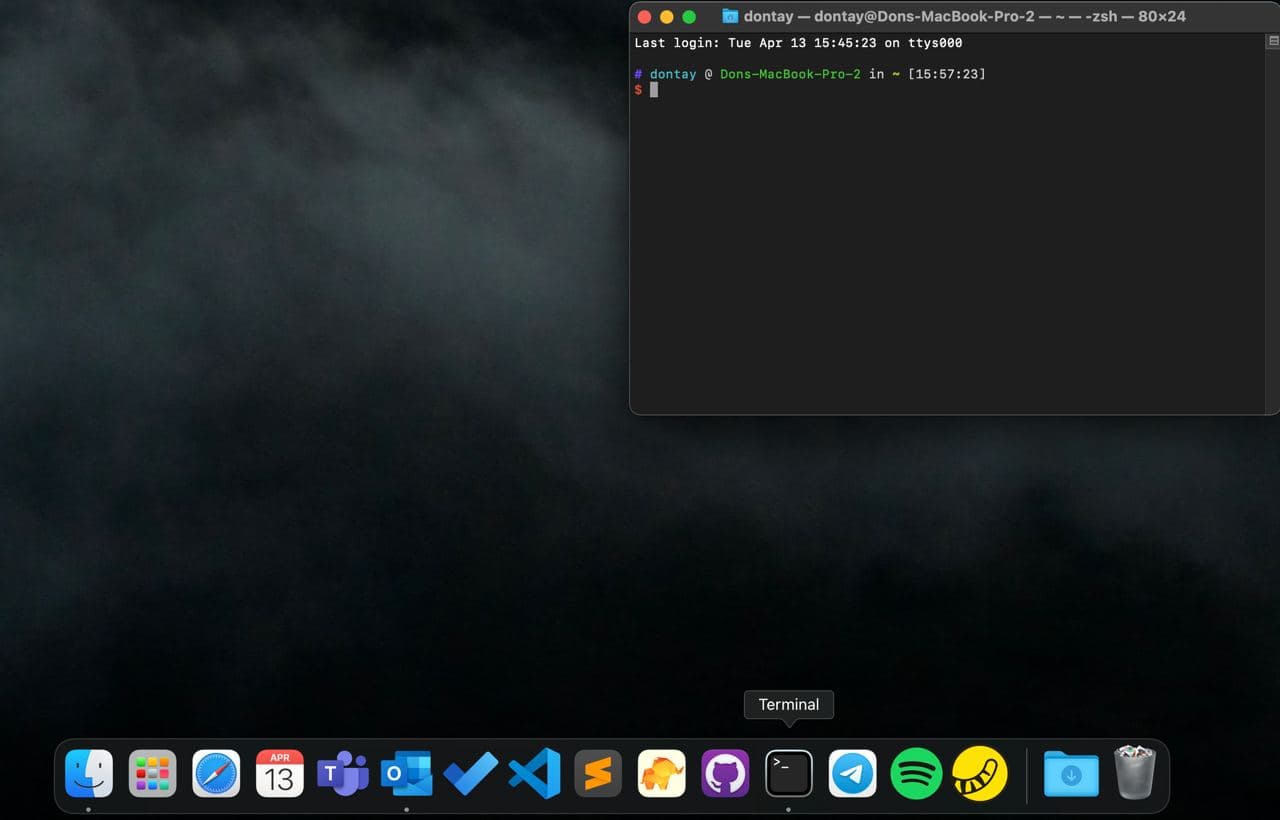 dontay — dontay@Dons-MacBook-Pro-2 — ~ — -zsh — 80×24
Last login: Tue Apr 13 15:45:23 on ttys000
# dontay @ Dons-MacBook-Pro-2 in ~ [15:57:23]
$
Terminal
APR
13
T
O
>_